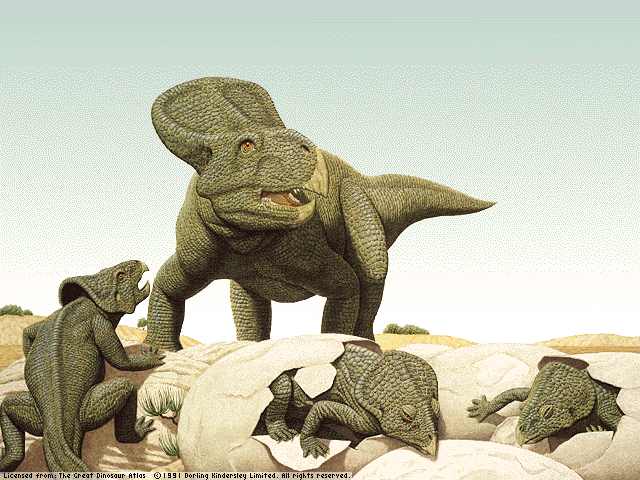 Licensed from: The Great Dinosaur Atlas ©1991 Dorling Kindersley Limited. All rights reserved.